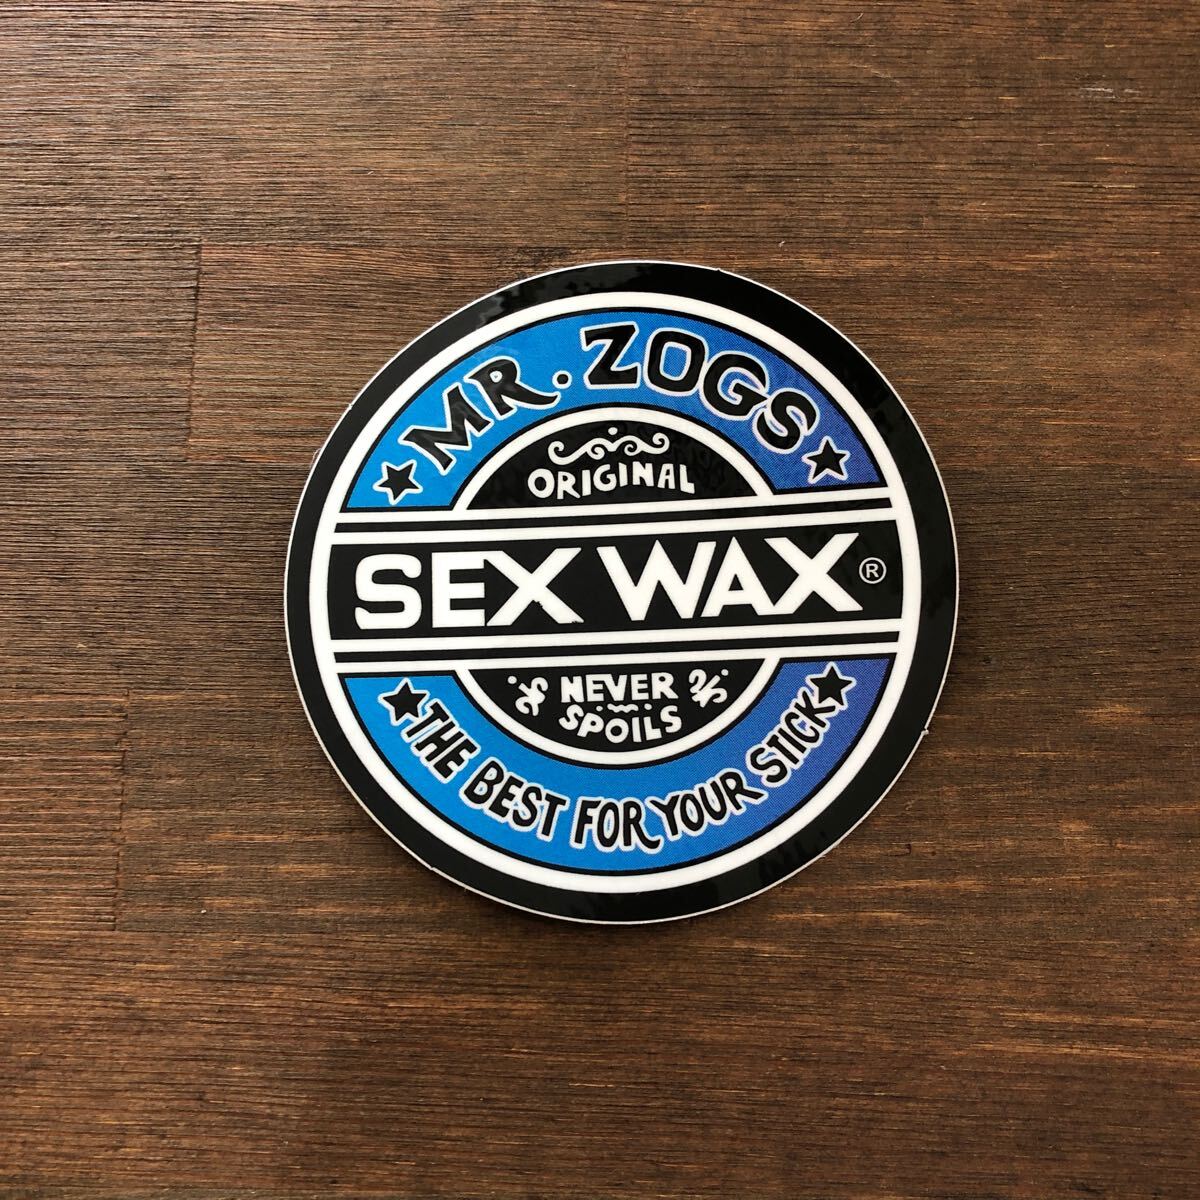 MR. ZOGS
ORIGINAL
SEX WAX®
NEVER
SPOILS
THE BEST FOR YOUR STICK